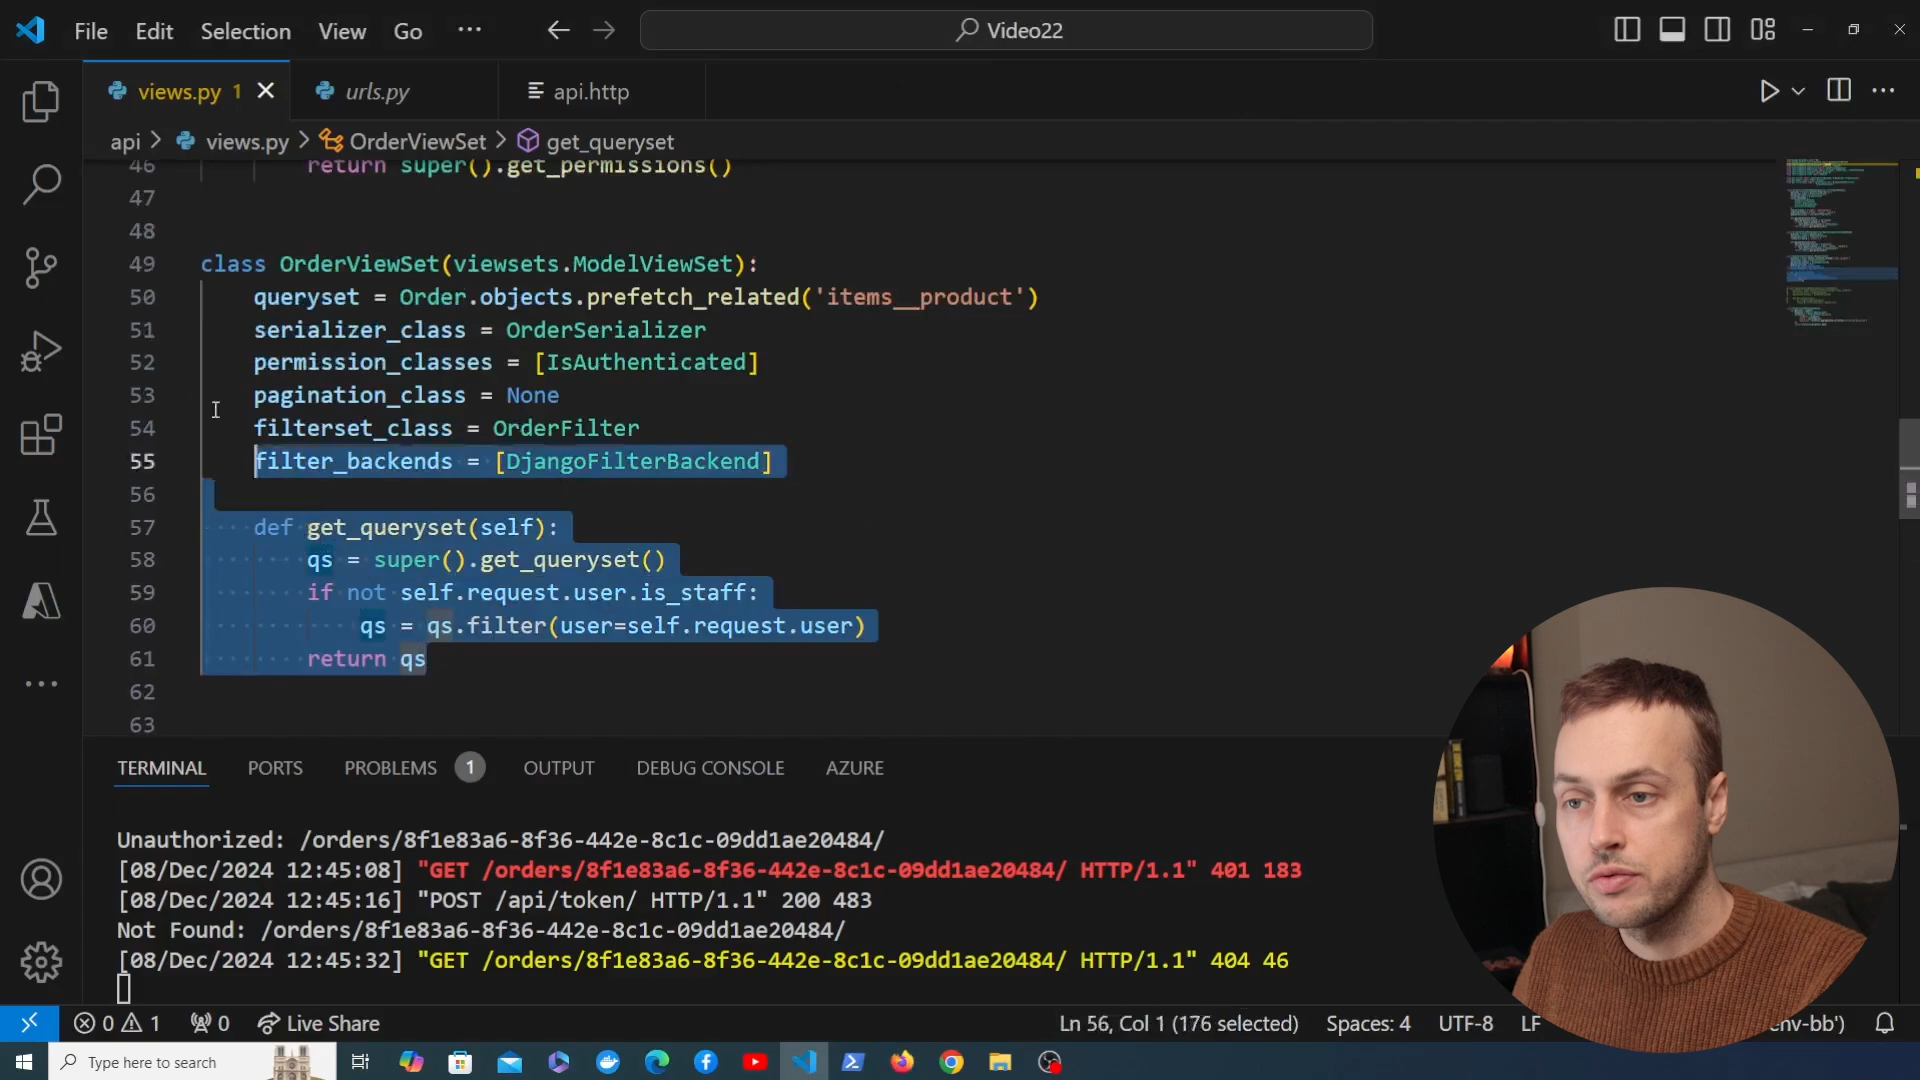 File Edit Selection View Go ··· Video22
views.py 1 urls.py api.http
api > views.py > OrderViewSet > get_queryset
46 return super().get_permissions()
47
48
49 class OrderViewSet(viewsets.ModelViewSet):
50 queryset = Order.objects.prefetch_related('items__product')
51 serializer_class = OrderSerializer
52 permission_classes = [IsAuthenticated]
53 pagination_class = None
54 filterset_class = OrderFilter
55 filter_backends = [DjangoFilterBackend]
56
57 def get_queryset(self):
58 qs = super().get_queryset()
59 if not self.request.user.is_staff:
60 qs = qs.filter(user=self.request.user)
61 return qs
62
63
TERMINAL PORTS PROBLEMS 1 OUTPUT DEBUG CONSOLE AZURE
Unauthorized: /orders/8f1e83a6-8f36-442e-8c1c-09dd1ae20484/
[08/Dec/2024 12:45:08] "GET /orders/8f1e83a6-8f36-442e-8c1c-09dd1ae20484/ HTTP/1.1" 401 183
[08/Dec/2024 12:45:16] "POST /api/token/ HTTP/1.1" 200 483
Not Found: /orders/8f1e83a6-8f36-442e-8c1c-09dd1ae20484/
[08/Dec/2024 12:45:32] "GET /orders/8f1e83a6-8f36-442e-8c1c-09dd1ae20484/ HTTP/1.1" 404 46
0 1 0 Live Share Ln 56, Col 1 (176 selected) Spaces: 4 UTF-8 LF env-bb')
Type here to search